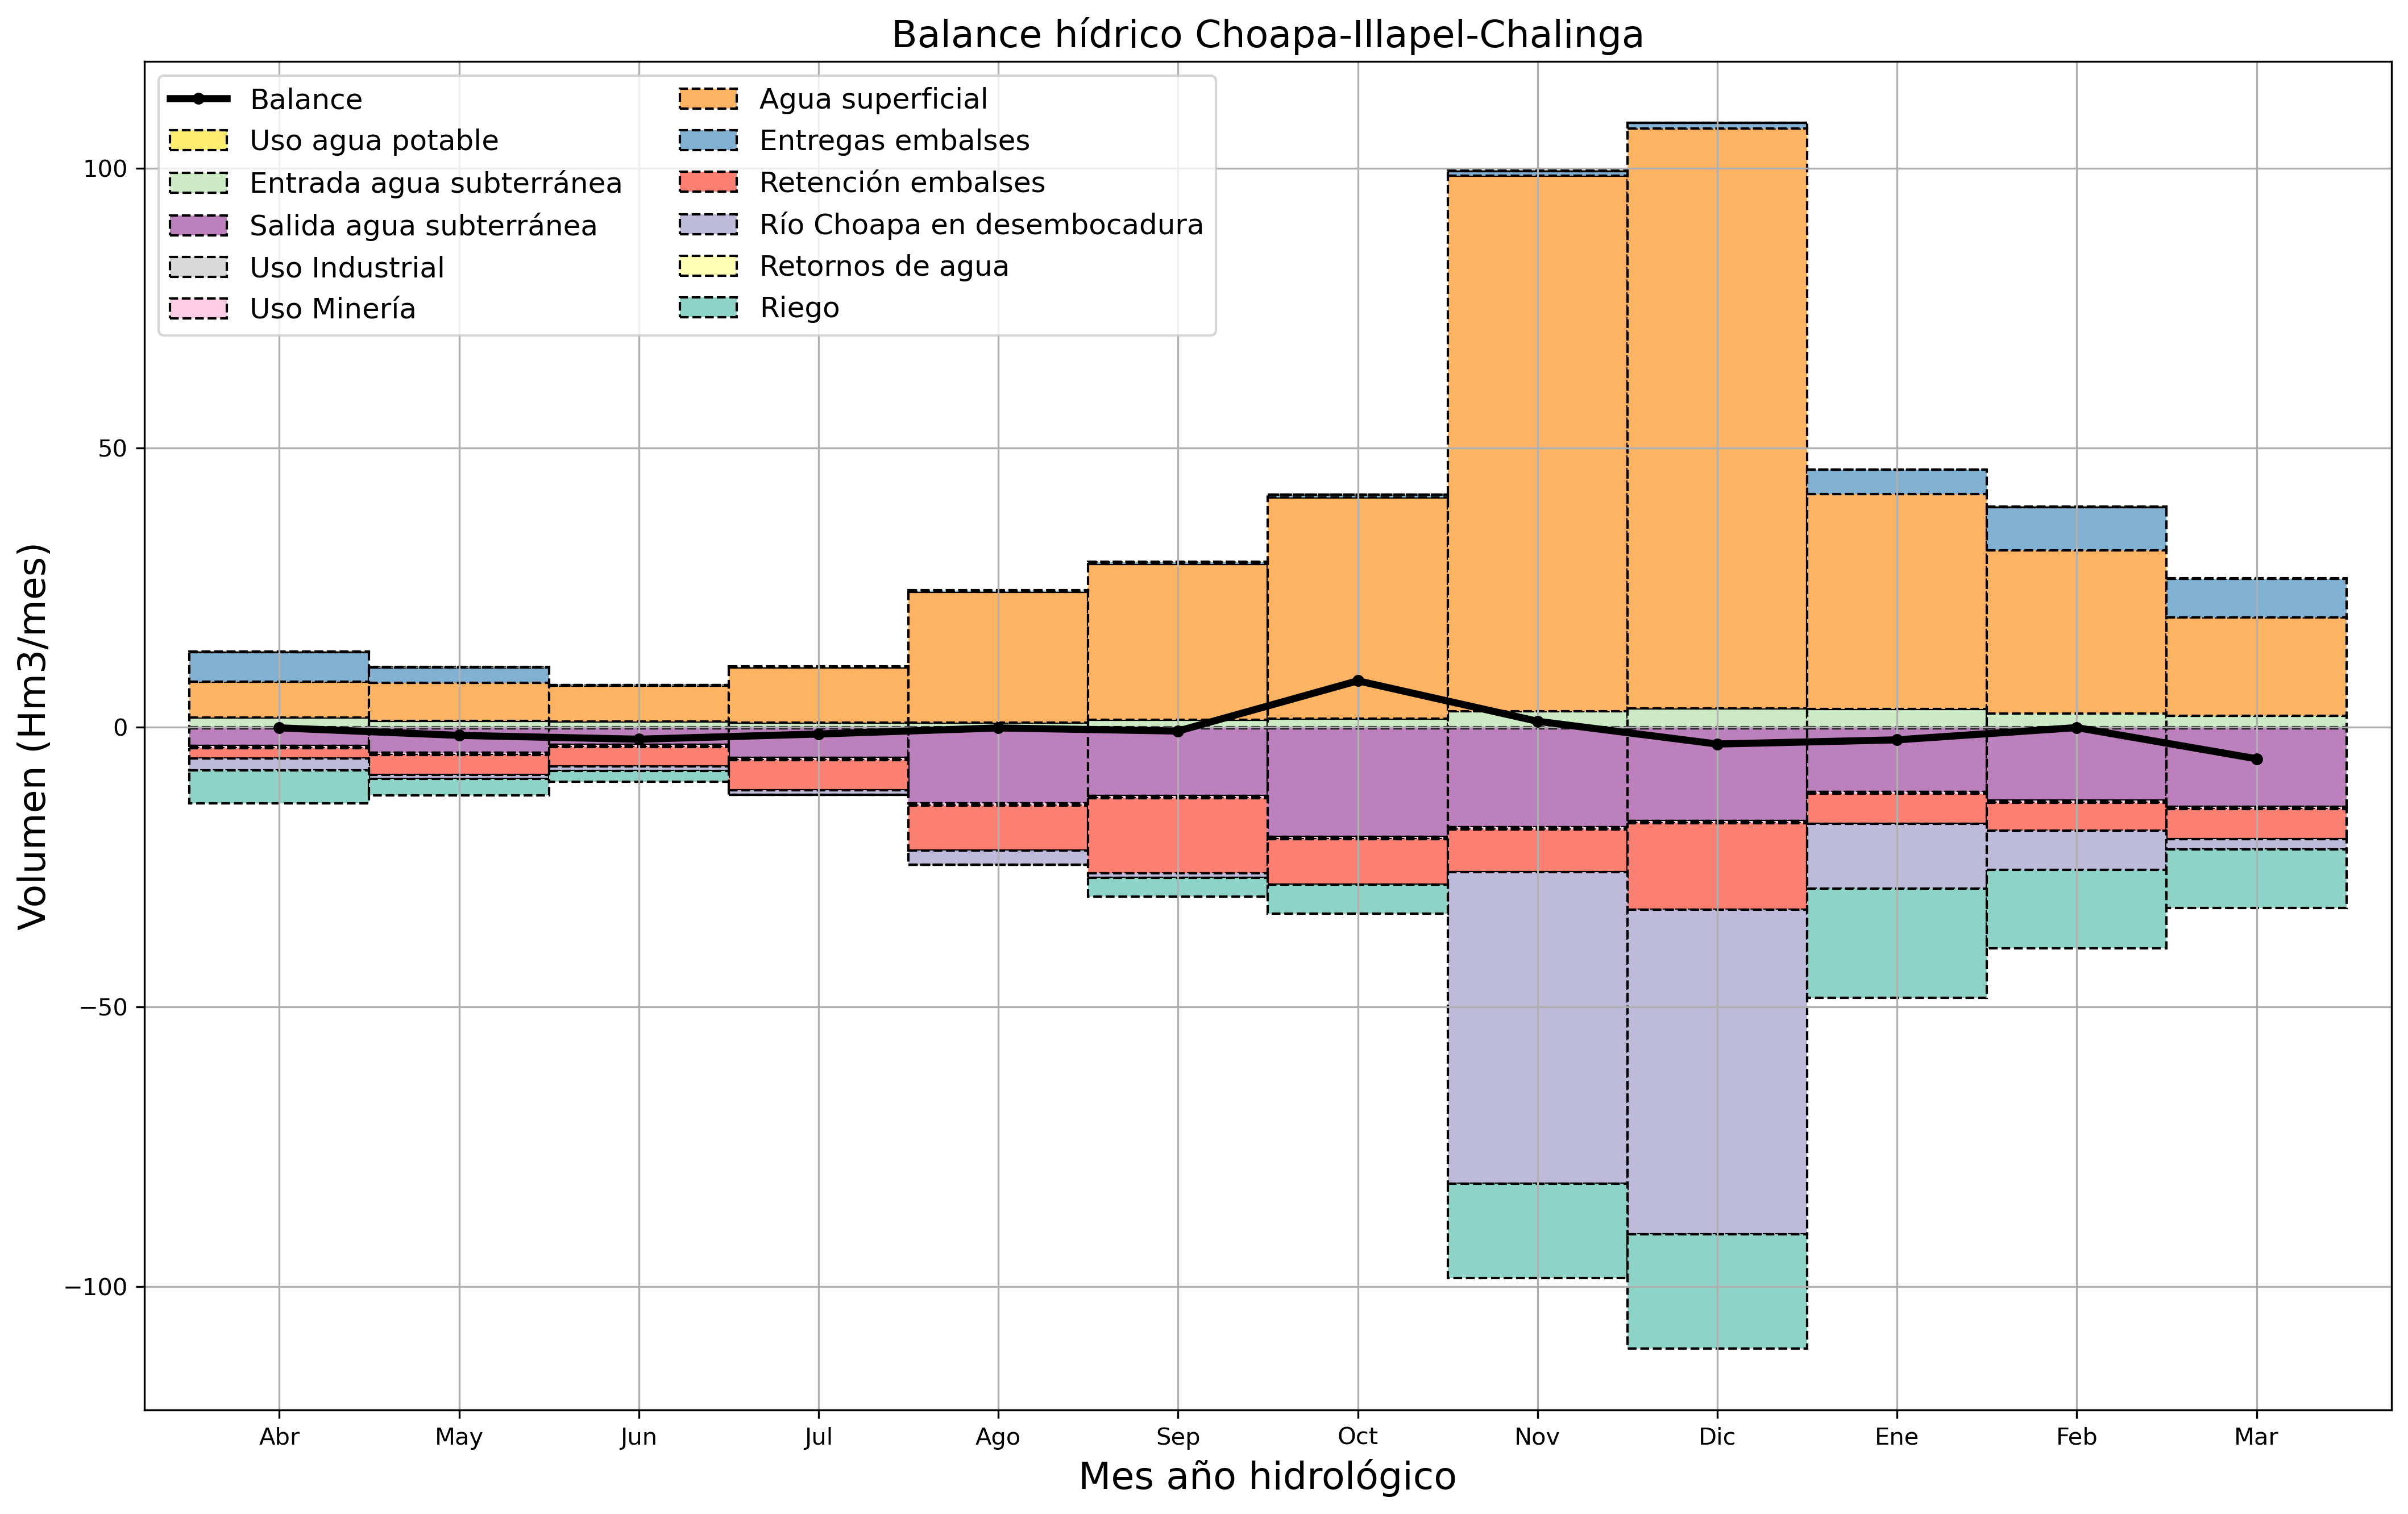 Balance hídrico Choapa-Illapel-Chalinga
Balance
Uso agua potable
Entrada agua subterránea
Salida agua subterránea
Uso Industrial
Uso Minería
Agua superficial
Entregas embalses
Retención embalses
Río Choapa en desembocadura
Retornos de agua
Riego
Volumen (Hm3/mes)
100
50
0
−50
−100
Abr May Jun Jul Ago Sep Oct Nov Dic Ene Feb Mar
Mes año hidrológico